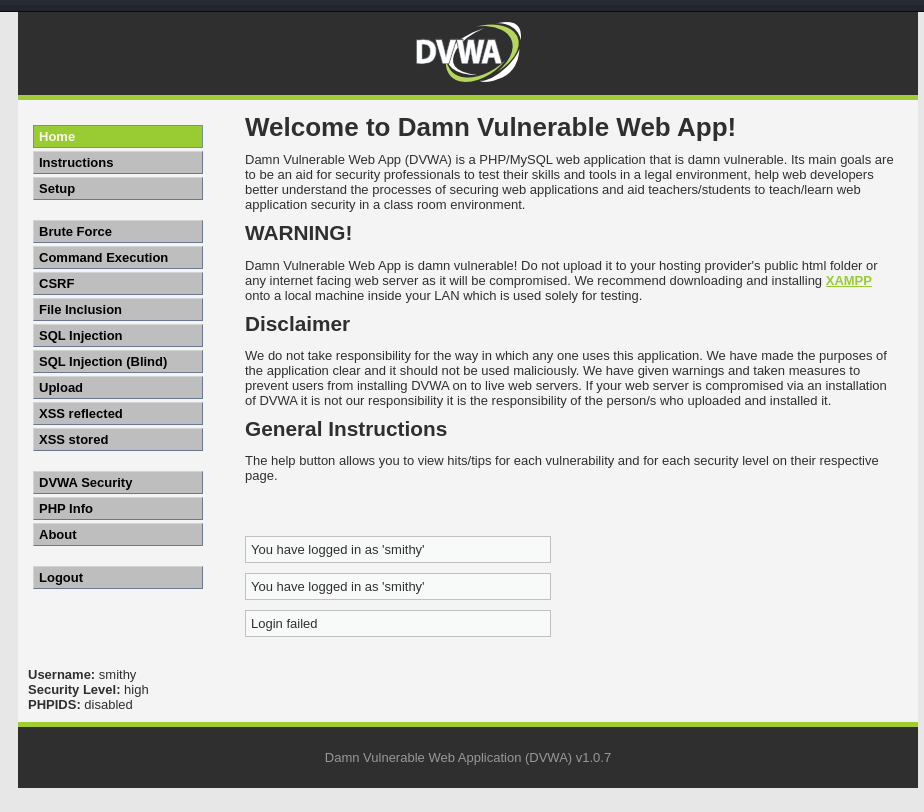 DVWA
Home
Instructions
Setup
Brute Force
Command Execution
CSRF
File Inclusion
SQL Injection
SQL Injection (Blind)
Upload
XSS reflected
XSS stored
DVWA Security
PHP Info
About
Logout
Welcome to Damn Vulnerable Web App!
Damn Vulnerable Web App (DVWA) is a PHP/MySQL web application that is damn vulnerable. Its main goals are
to be an aid for security professionals to test their skills and tools in a legal environment, help web developers
better understand the processes of securing web applications and aid teachers/students to teach/learn web
application security in a class room environment.
WARNING!
Damn Vulnerable Web App is damn vulnerable! Do not upload it to your hosting provider's public html folder or
any internet facing web server as it will be compromised. We recommend downloading and installing XAMPP
onto a local machine inside your LAN which is used solely for testing.
Disclaimer
We do not take responsibility for the way in which any one uses this application. We have made the purposes of
the application clear and it should not be used maliciously. We have given warnings and taken measures to
prevent users from installing DVWA on to live web servers. If your web server is compromised via an installation
of DVWA it is not our responsibility it is the responsibility of the person/s who uploaded and installed it.
General Instructions
The help button allows you to view hits/tips for each vulnerability and for each security level on their respective
page.
You have logged in as 'smithy'
You have logged in as 'smithy'
Login failed
Username: smithy
Security Level: high
PHPIDS: disabled
Damn Vulnerable Web Application (DVWA) v1.0.7